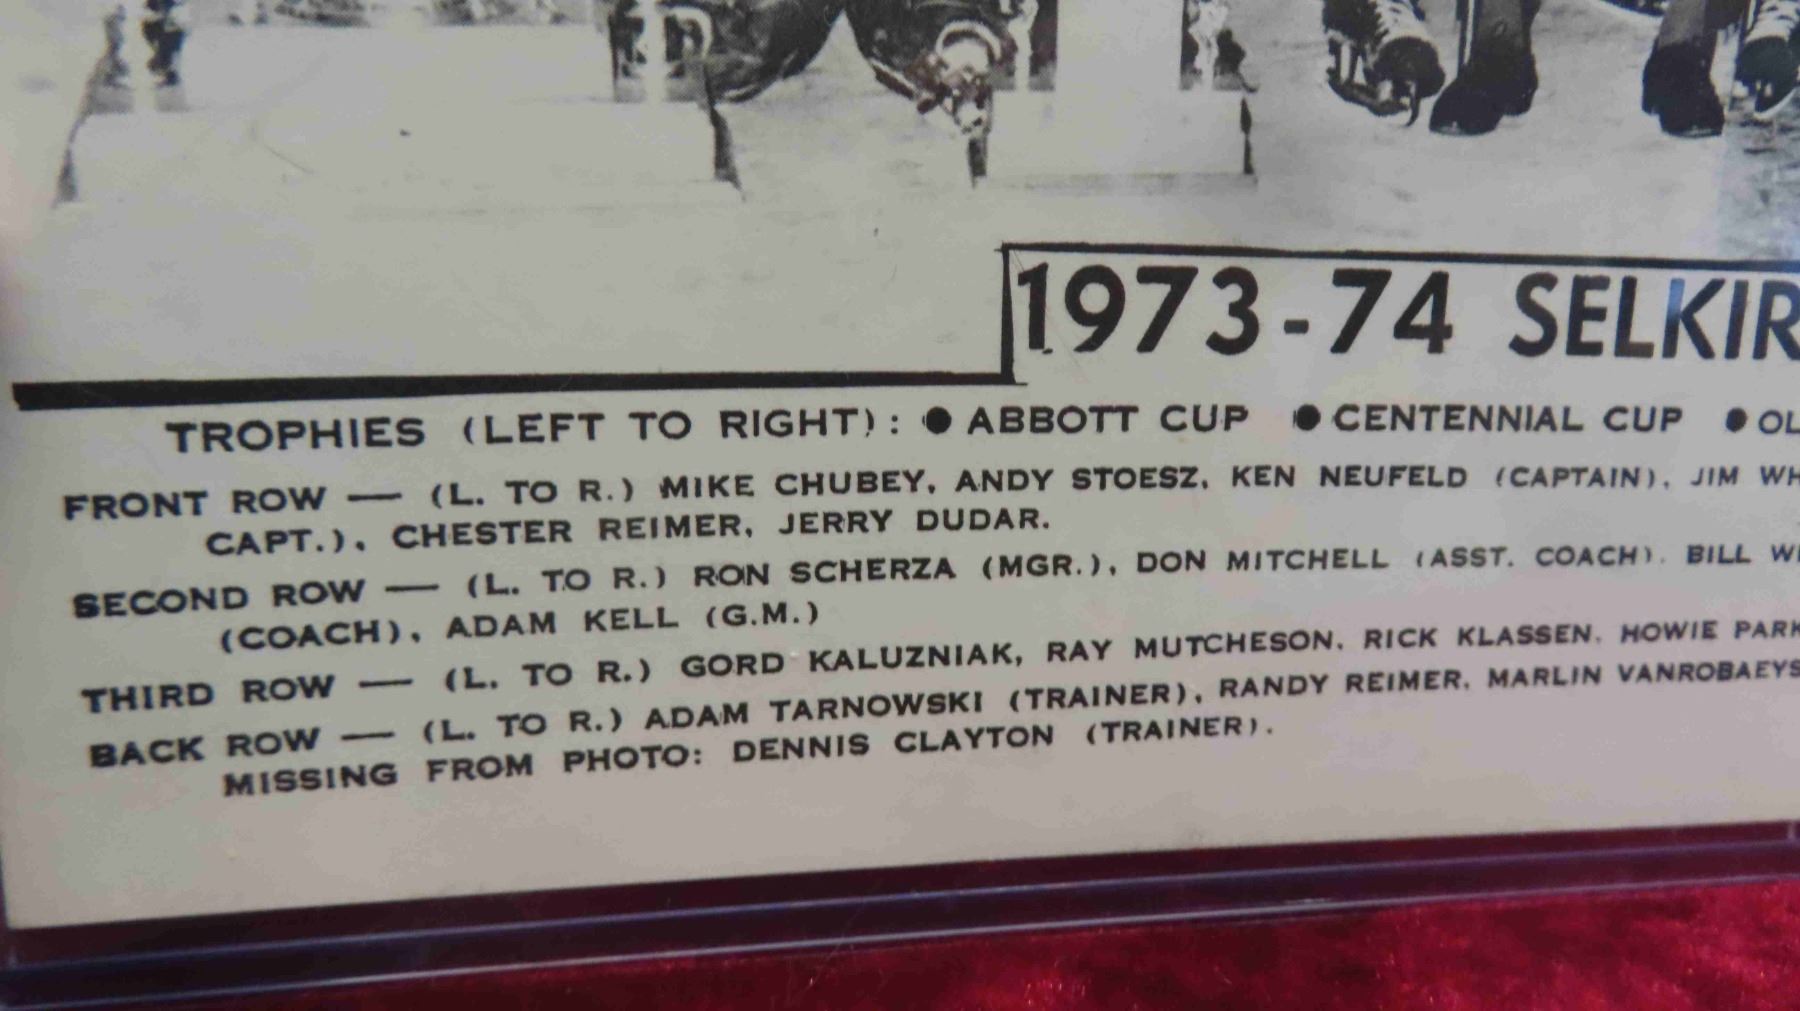 1973-74 SELKIR
TROPHIES (LEFT TO RIGHT): ● ABBOTT CUP ● CENTENNIAL CUP ● OL
FRONT ROW — (L. TO R.) MIKE CHUBEY, ANDY STOESZ, KEN NEUFELD (CAPTAIN), JIM WH
CAPT.), CHESTER REIMER, JERRY DUDAR.
SECOND ROW — (L. TO R.) RON SCHERZA (MGR.), DON MITCHELL (ASST. COACH), BILL W
(COACH), ADAM KELL (G.M.)
THIRD ROW — (L. TO R.) GORD KALUZNIAK, RAY MUTCHESON, RICK KLASSEN, HOWIE PARK
BACK ROW — (L. TO R.) ADAM TARNOWSKI (TRAINER), RANDY REIMER, MARLIN VANROBAEYS
MISSING FROM PHOTO: DENNIS CLAYTON (TRAINER).